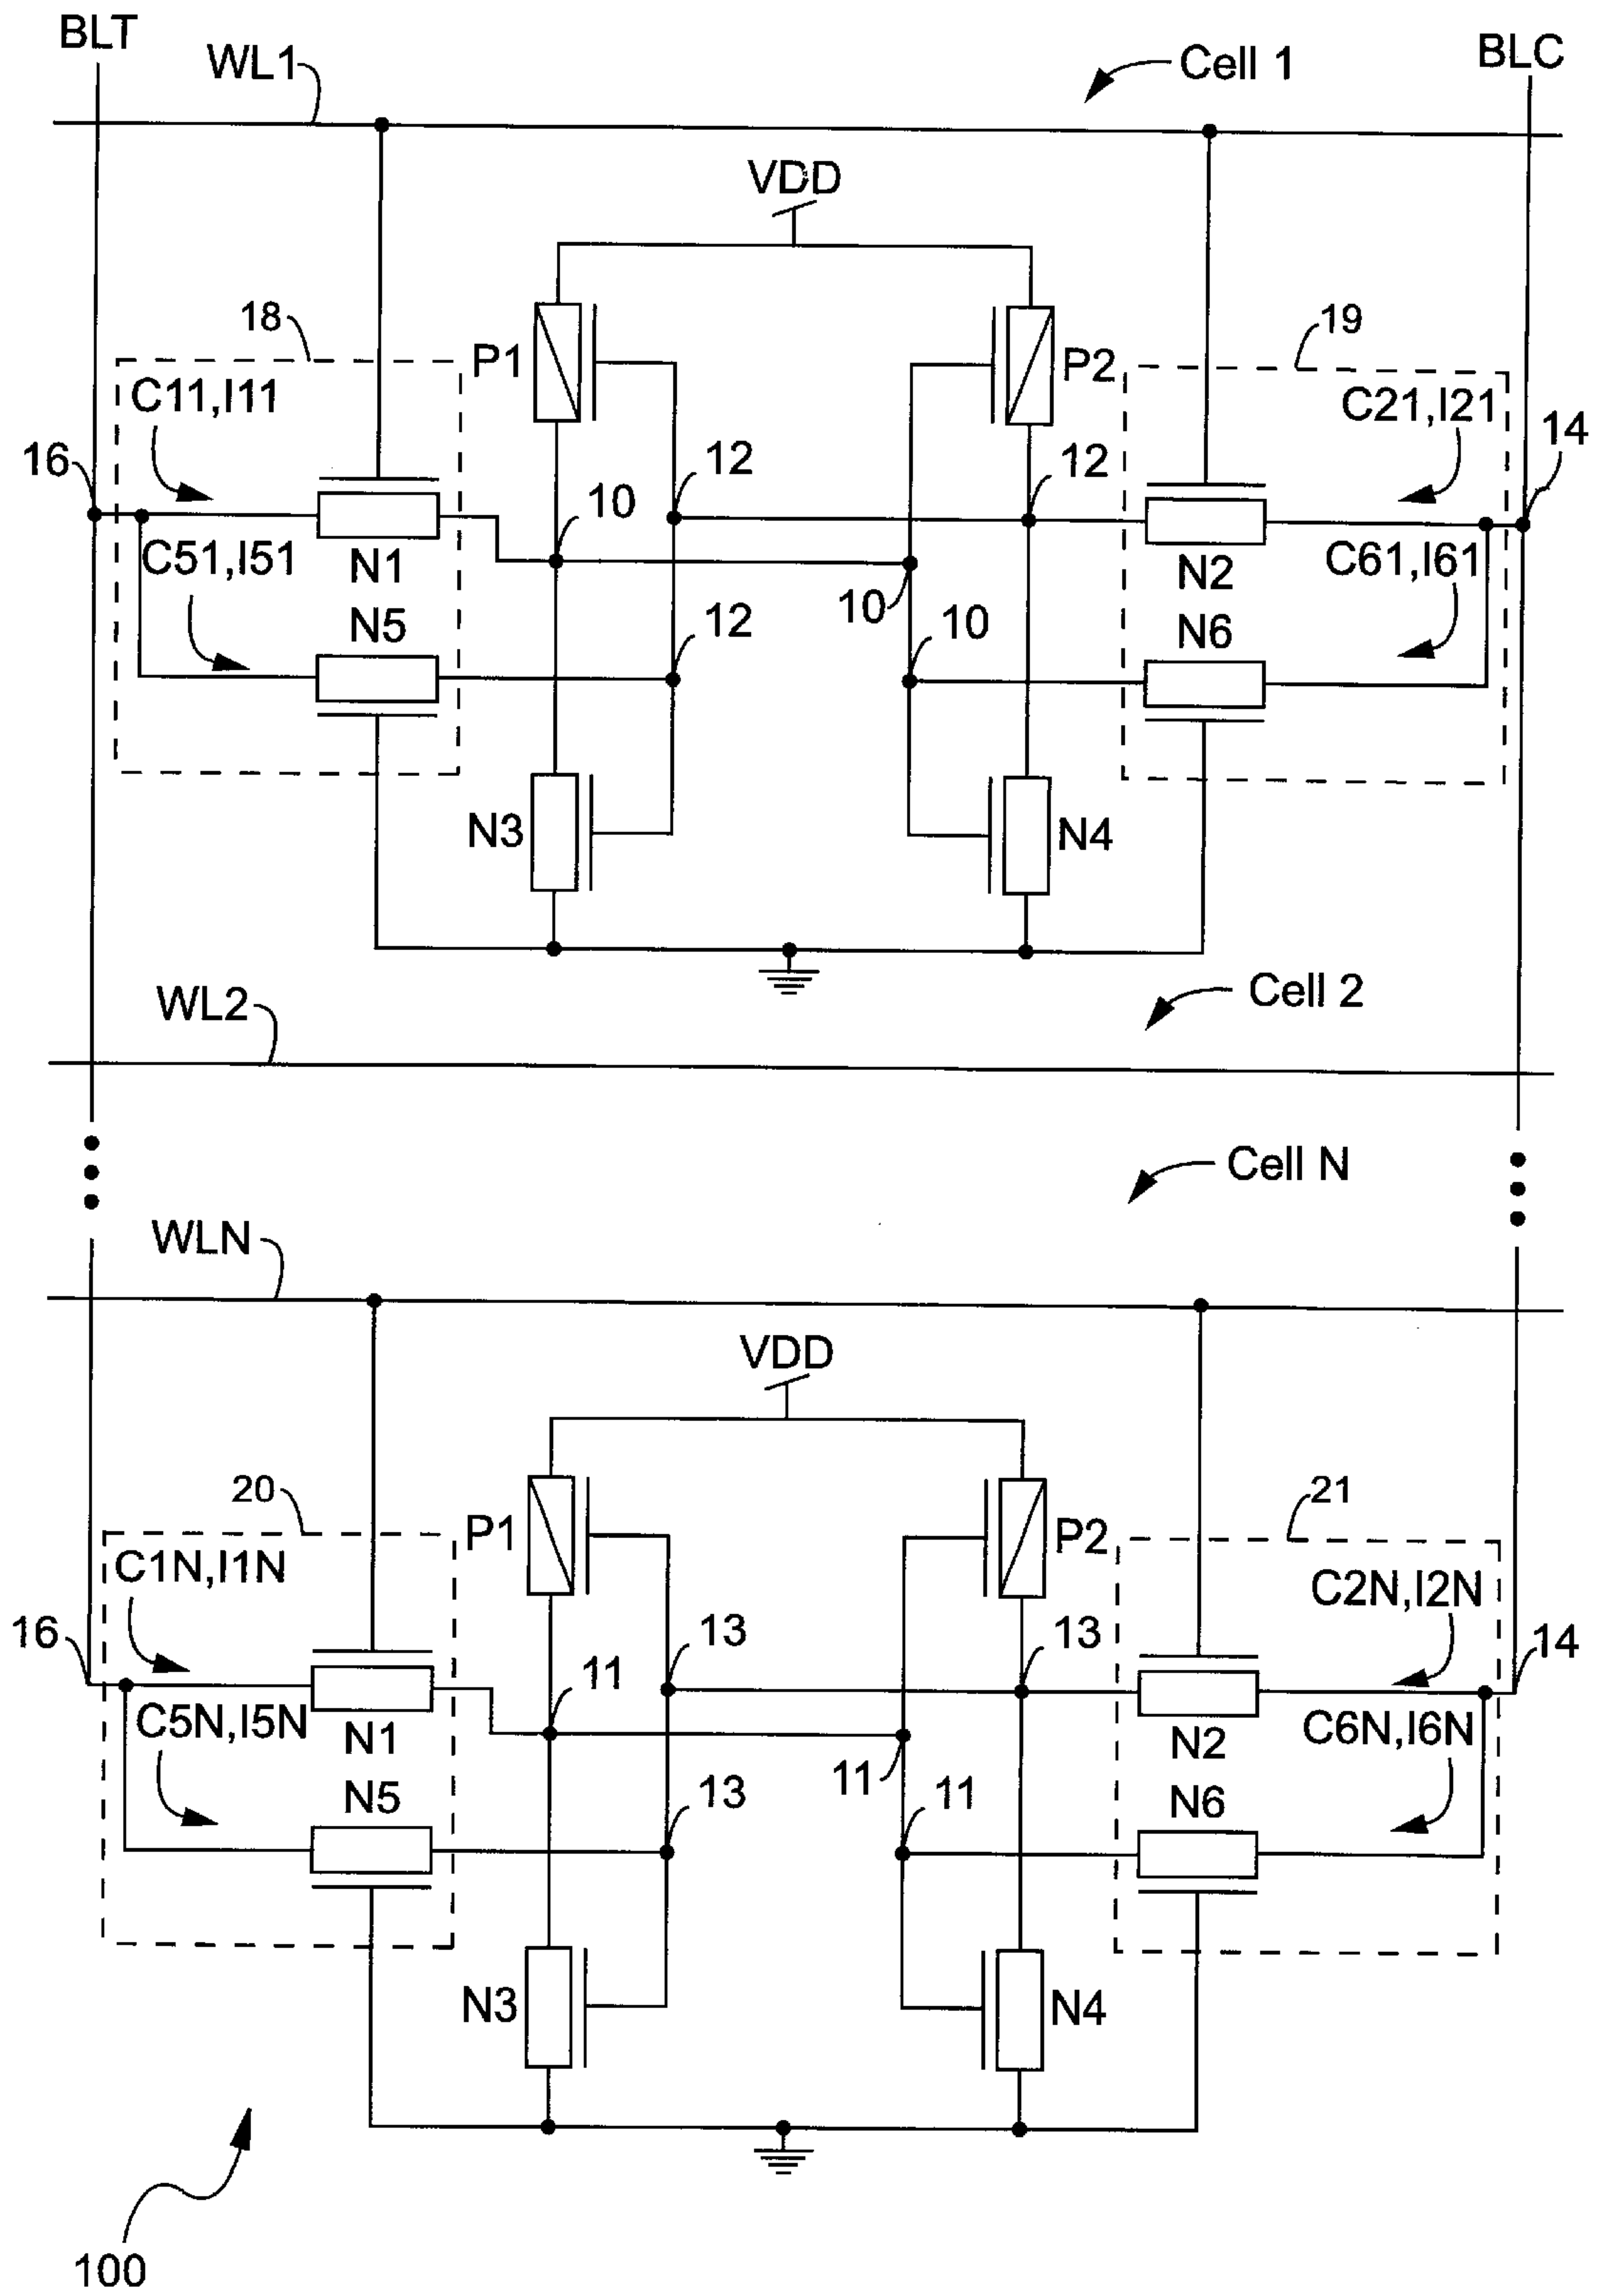 BLT
WL1
Cell 1
BLC
VDD
18
P1
P2
19
C11,I11
C21,I21
16
12
12
14
10
C51,I51
N1
N2
C61,I61
N5
12
10
10
N6
N3
N4
WL2
Cell 2
Cell N
WLN
VDD
20
P1
P2
21
C1N,I1N
C2N,I2N
16
13
13
14
11
C5N,I5N
N1
N2
C6N,I6N
N5
13
11
11
N6
N3
N4
100